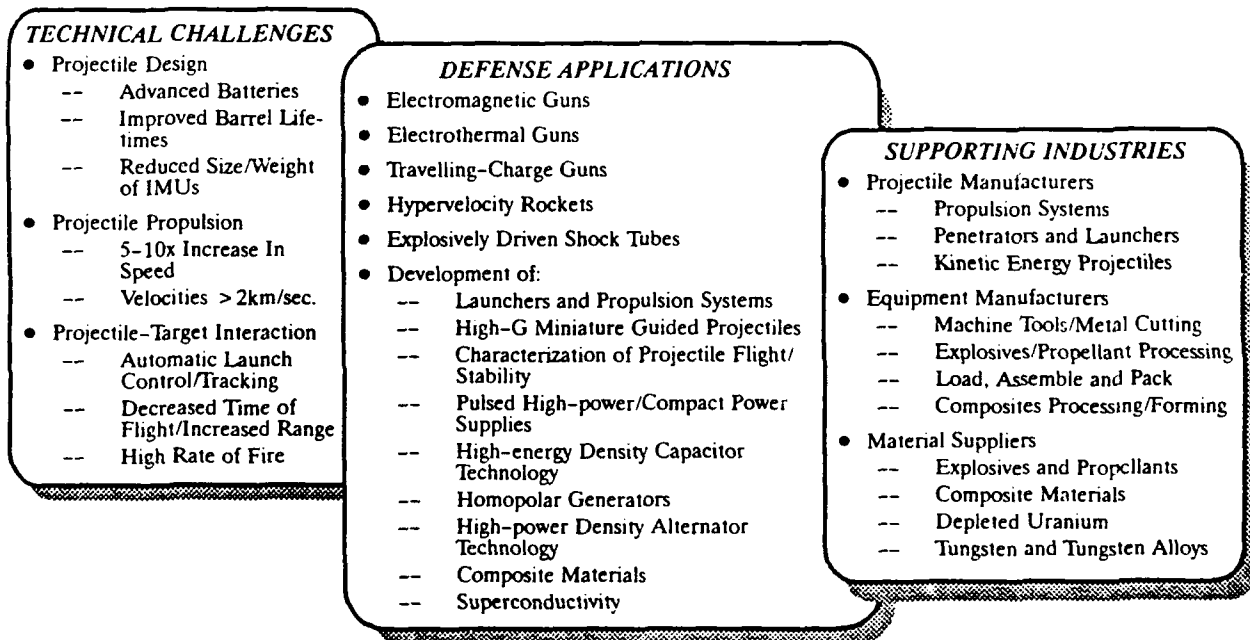 TECHNICAL CHALLENGES
● Projectile Design
-- Advanced Batteries
-- Improved Barrel Life-
times
-- Reduced Size/Weight
of IMUs
● Projectile Propulsion
-- 5-10x Increase In
Speed
-- Velocities > 2km/sec.
● Projectile-Target Interaction
-- Automatic Launch
Control/Tracking
-- Decreased Time of
Flight/Increased Range
-- High Rate of Fire
DEFENSE APPLICATIONS
● Electromagnetic Guns
● Electrothermal Guns
● Travelling-Charge Guns
● Hypervelocity Rockets
● Explosively Driven Shock Tubes
● Development of:
-- Launchers and Propulsion Systems
-- High-G Miniature Guided Projectiles
-- Characterization of Projectile Flight/
Stability
-- Pulsed High-power/Compact Power
Supplies
-- High-energy Density Capacitor
Technology
-- Homopolar Generators
-- High-power Density Alternator
Technology
-- Composite Materials
-- Superconductivity
SUPPORTING INDUSTRIES
● Projectile Manufacturers
-- Propulsion Systems
-- Penetrators and Launchers
-- Kinetic Energy Projectiles
● Equipment Manufacturers
-- Machine Tools/Metal Cutting
-- Explosives/Propellant Processing
-- Load, Assemble and Pack
-- Composites Processing/Forming
● Material Suppliers
-- Explosives and Propellants
-- Composite Materials
-- Depleted Uranium
-- Tungsten and Tungsten Alloys